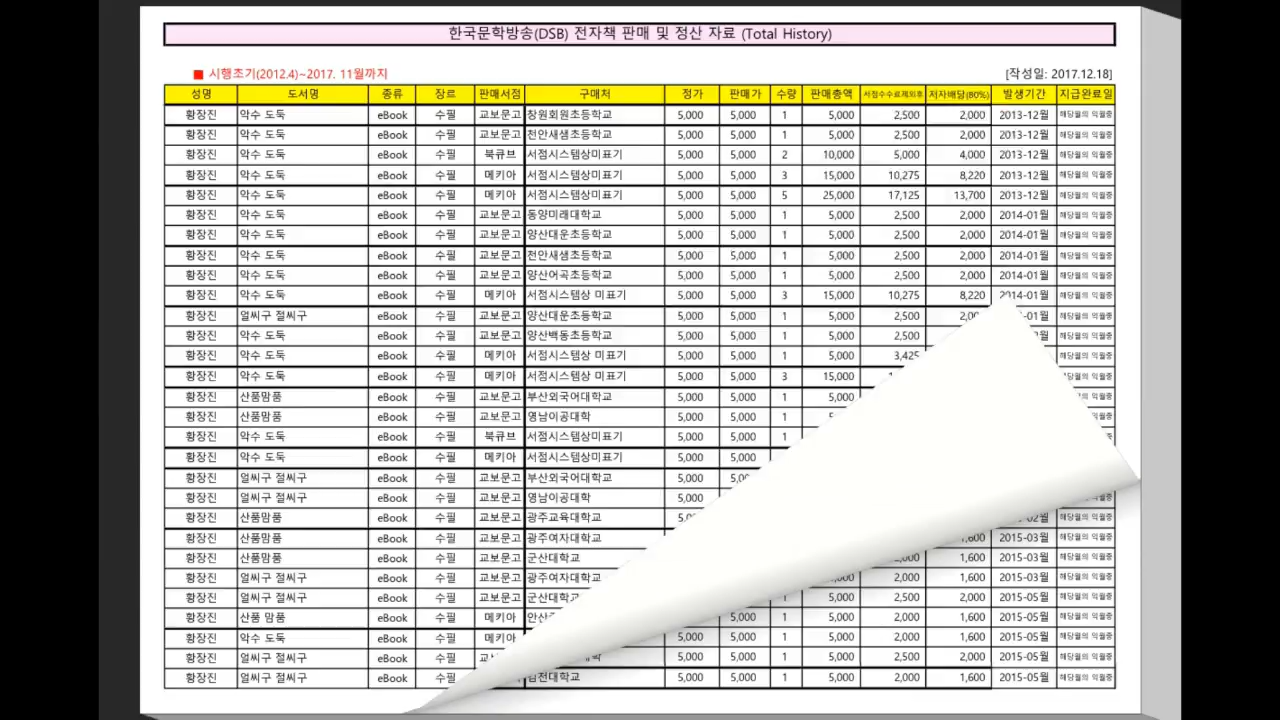 한국문학방송(DSB) 전자책 판매 및 정산 자료 (Total History)
■ 시행초기(2012.4)~2017. 11월까지 [작성일: 2017.12.18]
성명 도서명 종류 장르 판매서점 구매처 정가 판매가 수량 판매총액 서점수수료제외후 저자배당(80%) 발생기간 지급완료일
황장진 악수 도둑 eBook 수필 교보문고 창원회원초등학교 5,000 5,000 1 5,000 2,500 2,000 2013-12월 해당월의 익월중
황장진 악수 도둑 eBook 수필 교보문고 천안새샘초등학교 5,000 5,000 1 5,000 2,500 2,000 2013-12월 해당월의 익월중
황장진 악수 도둑 eBook 수필 북큐브 서점시스템상미표기 5,000 5,000 2 10,000 5,000 4,000 2013-12월 해당월의 익월중
황장진 악수 도둑 eBook 수필 메키아 서점시스템상미표기 5,000 5,000 3 15,000 10,275 8,220 2013-12월 해당월의 익월중
황장진 악수 도둑 eBook 수필 메키아 서점시스템상미표기 5,000 5,000 5 25,000 17,125 13,700 2013-12월 해당월의 익월중
황장진 악수 도둑 eBook 수필 교보문고 동양미래대학교 5,000 5,000 1 5,000 2,500 2,000 2014-01월 해당월의 익월중
황장진 악수 도둑 eBook 수필 교보문고 양산대운초등학교 5,000 5,000 1 5,000 2,500 2,000 2014-01월 해당월의 익월중
황장진 악수 도둑 eBook 수필 교보문고 전안새샘초등학교 5,000 5,000 1 5,000 2,500 2,000 2014-01월 해당월의 익월중
황장진 악수 도둑 eBook 수필 교보문고 양산어곡초등학교 5,000 5,000 1 5,000 2,500 2,000 2014-01월 해당월의 익월중
황장진 악수 도둑 eBook 수필 메키아 서점시스템상 미표기 5,000 5,000 3 15,000 10,275 8,220 2014-01월 해당월의 익월중
황장진 얼씨구 절씨구 eBook 수필 교보문고 양산대운초등학교 5,000 5,000 1 5,000 2,500 해당월의 익월중
황장진 악수 도둑 eBook 수필 교보문고 양산백동초등학교 5,000 5,000 1 5,000 2,500 해당월의 익월중
황장진 악수 도둑 eBook 수필 메키아 서점시스템상 미표기 5,000 5,000 1 5,000 3,425 해당월의 익월중
황장진 악수 도둑 eBook 수필 메키아 서점시스템상 미표기 5,000 5,000 3 15,000 익월중
황장진 산품맘품 eBook 수필 교보문고 부산외국어대학교 5,000 5,000 1 5,000 익월중
황장진 산품맘품 eBook 수필 교보문고 영남이공대학 5,000 5,000 1
황장진 악수 도둑 eBook 수필 북큐브 서점시스템상미표기 5,000 5,000 1
황장진 악수 도둑 eBook 수필 메키아 서점시스템상미표기 5,000 5,000
황장진 얼씨구 절씨구 eBook 수필 교보문고 부산외국어대학교 5,000
황장진 얼씨구 절씨구 eBook 수필 교보문고 영남이공대학 5,000 해당월의 익월중
황장진 산품맘품 eBook 수필 교보문고 광주교육대학교 해당월의 익월중
황장진 산품맘품 eBook 수필 교보문고 광주여자대학교 1,600 2015-03월 해당월의 익월중
황장진 산품맘품 eBook 수필 교보문고 군산대학교 1,600 2015-03월 해당월의 익월중
황장진 얼씨구 절씨구 eBook 수필 교보문고 광주여자대학교 2,000 1,600 2015-03월 해당월의 익월중
황장진 얼씨구 절씨구 eBook 수필 교보문고 1 5,000 2,000 1,600 2015-03월 해당월의 익월중
황장진 산품 맘품 eBook 수필 메키아 5,000 1 5,000 2,000 1,600 2015-05월 해당월의 익월중
황장진 악수 도둑 eBook 수필 메키아 5,000 5,000 1 5,000 2,000 1,600 2015-05월 해당월의 익월중
황장진 얼씨구 절씨구 eBook 수필 5,000 5,000 1 5,000 2,500 2,000 2015-05월 해당월의 익월중
황장진 얼씨구 절씨구 eBook 수필 김천대학교 5,000 5,000 1 5,000 2,000 1,600 2015-05월 해당월의 익월중